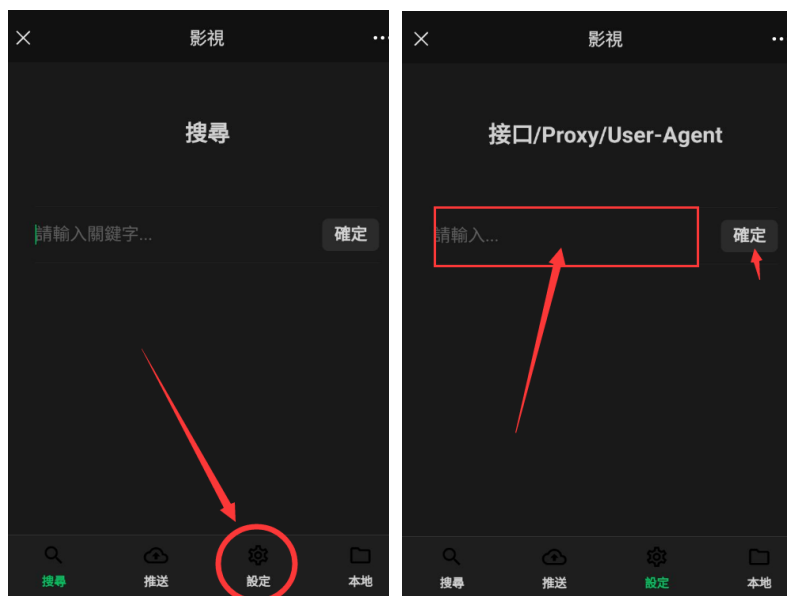 影視
搜尋
請輸入關鍵字...
確定
搜尋
推送
設定
本地
影視
接口/Proxy/User-Agent
請輸入...
確定
搜尋
推送
設定
本地